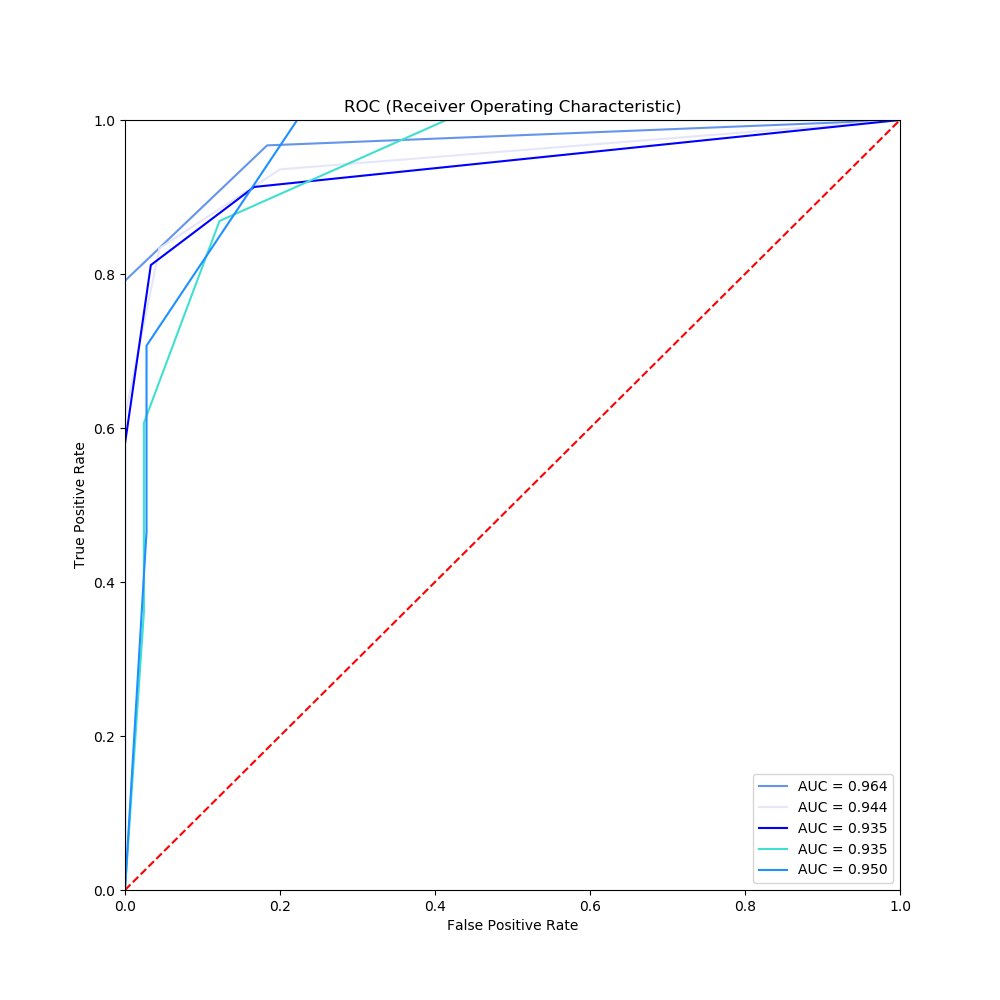 ROC (Receiver Operating Characteristic)
1.0
0.8
0.6
0.4
0.2
0.0
True Positive Rate
0.0 0.2 0.4 0.6 0.8 1.0
False Positive Rate
AUC = 0.964
AUC = 0.944
AUC = 0.935
AUC = 0.935
AUC = 0.950